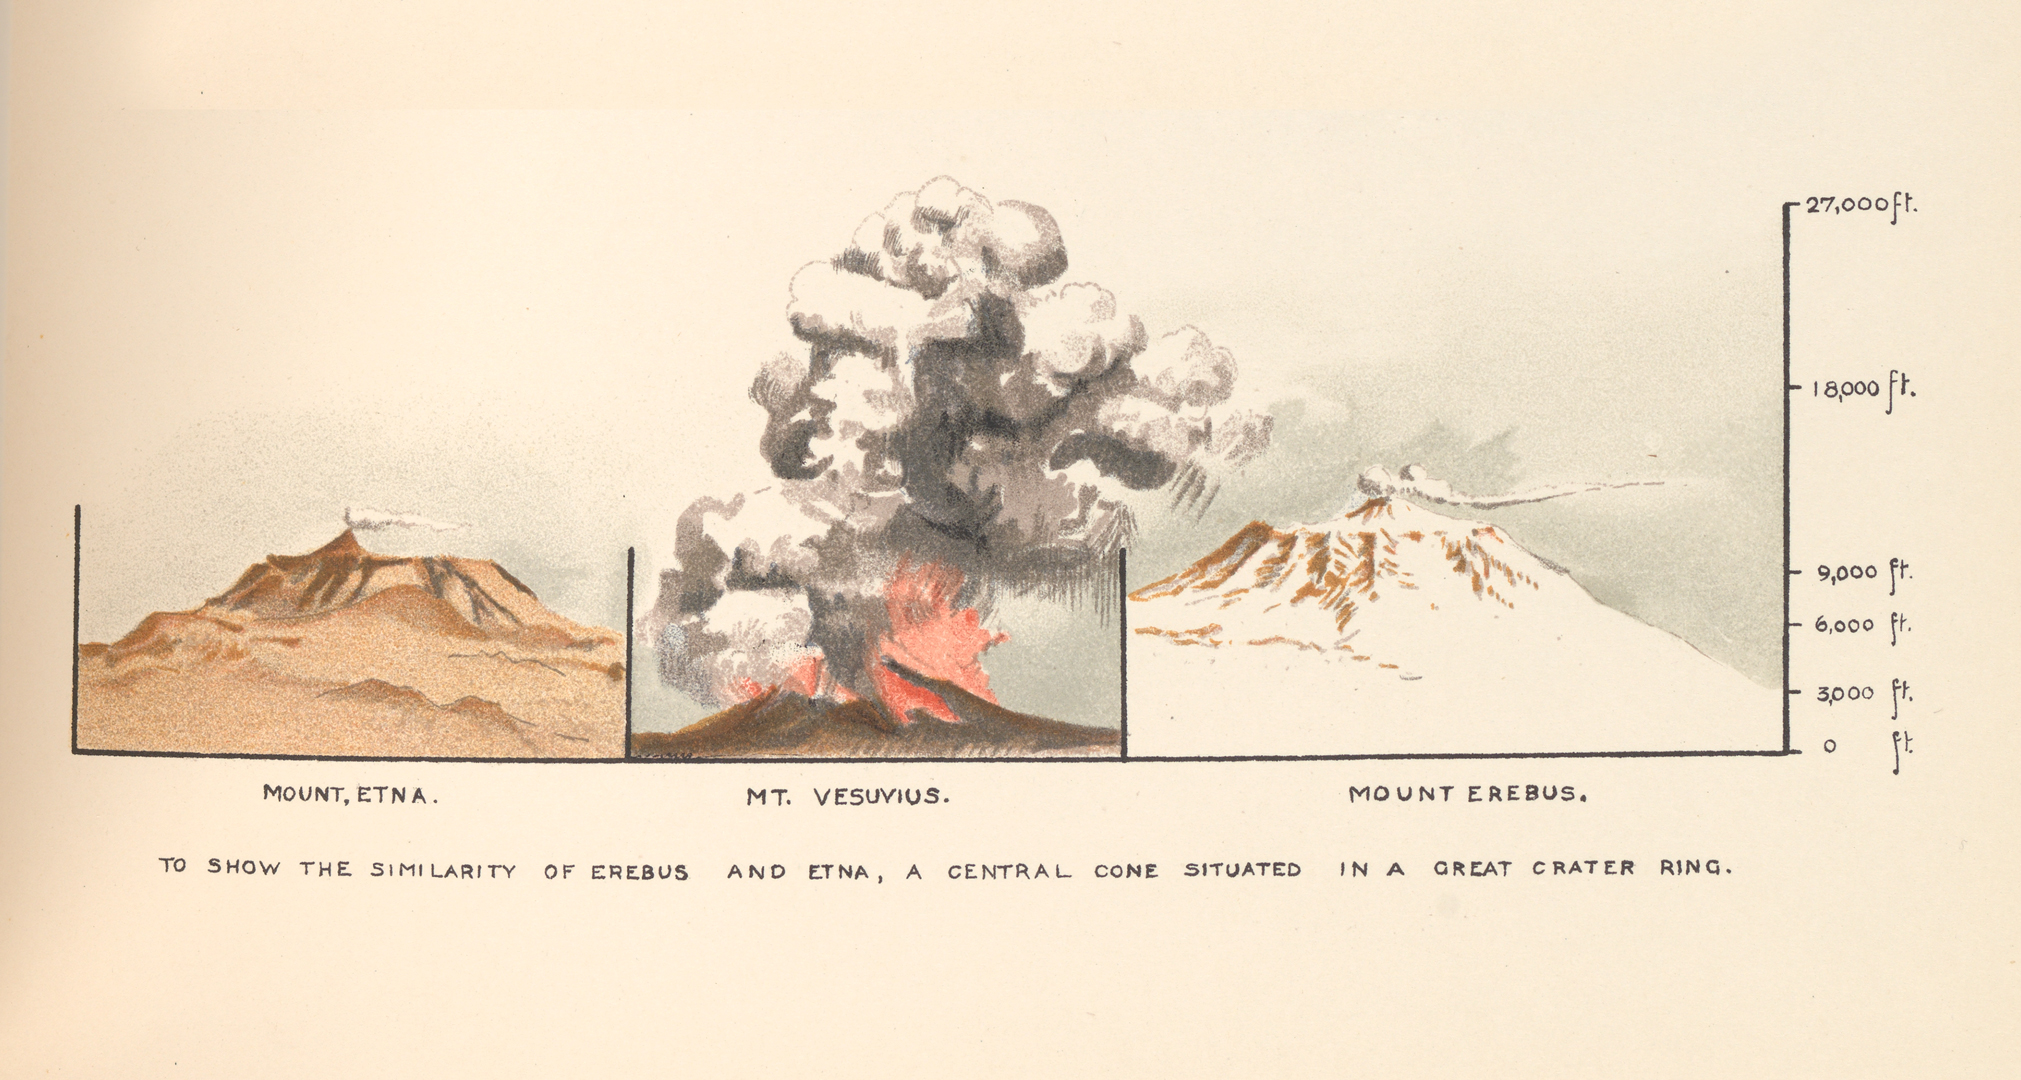 27,000 ft.
18,000 ft.
9,000 ft.
6,000 ft.
3,000 ft.
0 ft.
MOUNT, ETNA.
MT. VESUVIUS.
MOUNT EREBUS.
TO SHOW THE SIMILARITY OF EREBUS AND ETNA, A CENTRAL CONE SITUATED IN A GREAT CRATER RING.